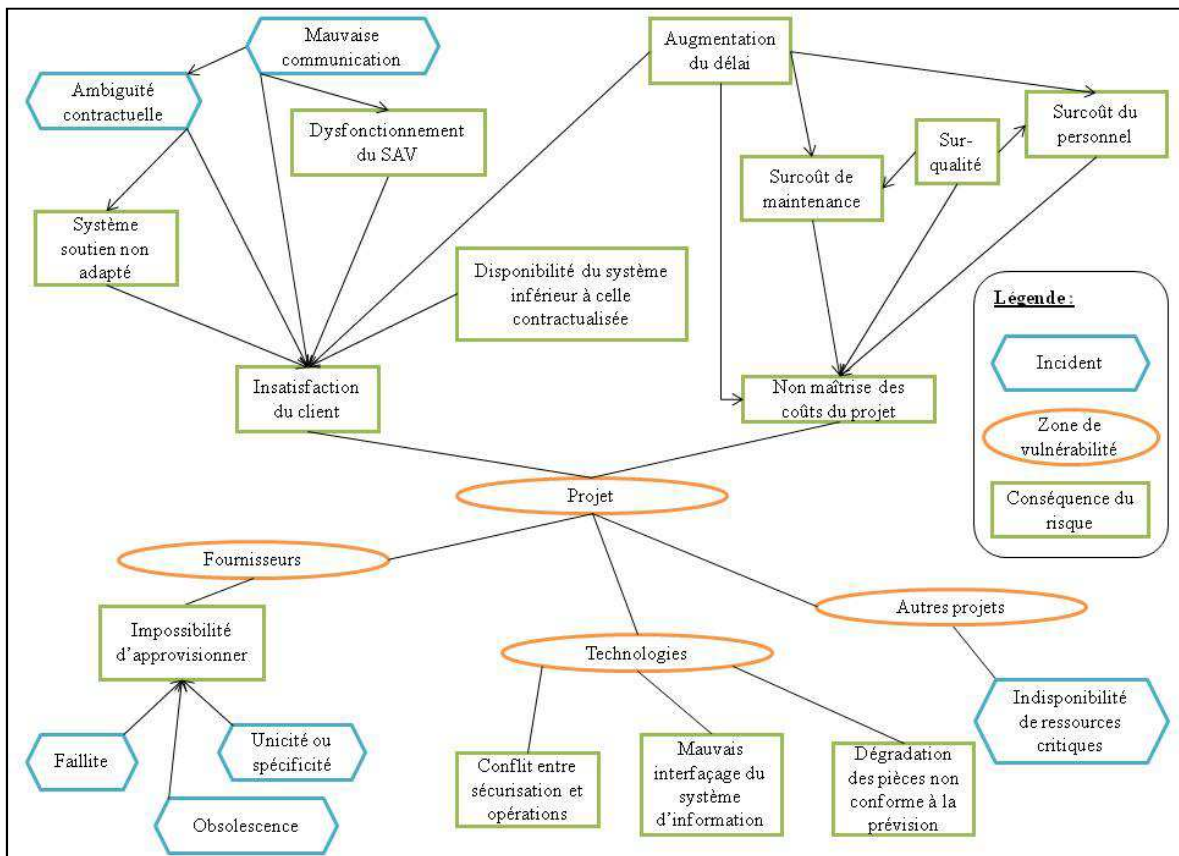 Mauvaise
communication
Augmentation
du délai
Ambiguïté
contractuelle
Dysfonctionnement
du SAV
Surcoût du
personnel
Sur-
qualité
Surcoût de
maintenance
Système
soutien non
adapté
Disponibilité du système
inférieur à celle
contractualisée
Légende :
Incident
Zone de
vulnérabilité
Conséquence du
risque
Insatisfaction
du client
Non maîtrise des
coûts du projet
Projet
Fournisseurs
Autres projets
Impossibilité
d’approvisionner
Technologies
Indisponibilité
de ressources
critiques
Faillite
Unicité ou
spécificité
Obsolescence
Conflit entre
sécurisation et
opérations
Mauvais
interfaçage du
système
d’information
Dégradation
des pièces non
conforme à la
prévision